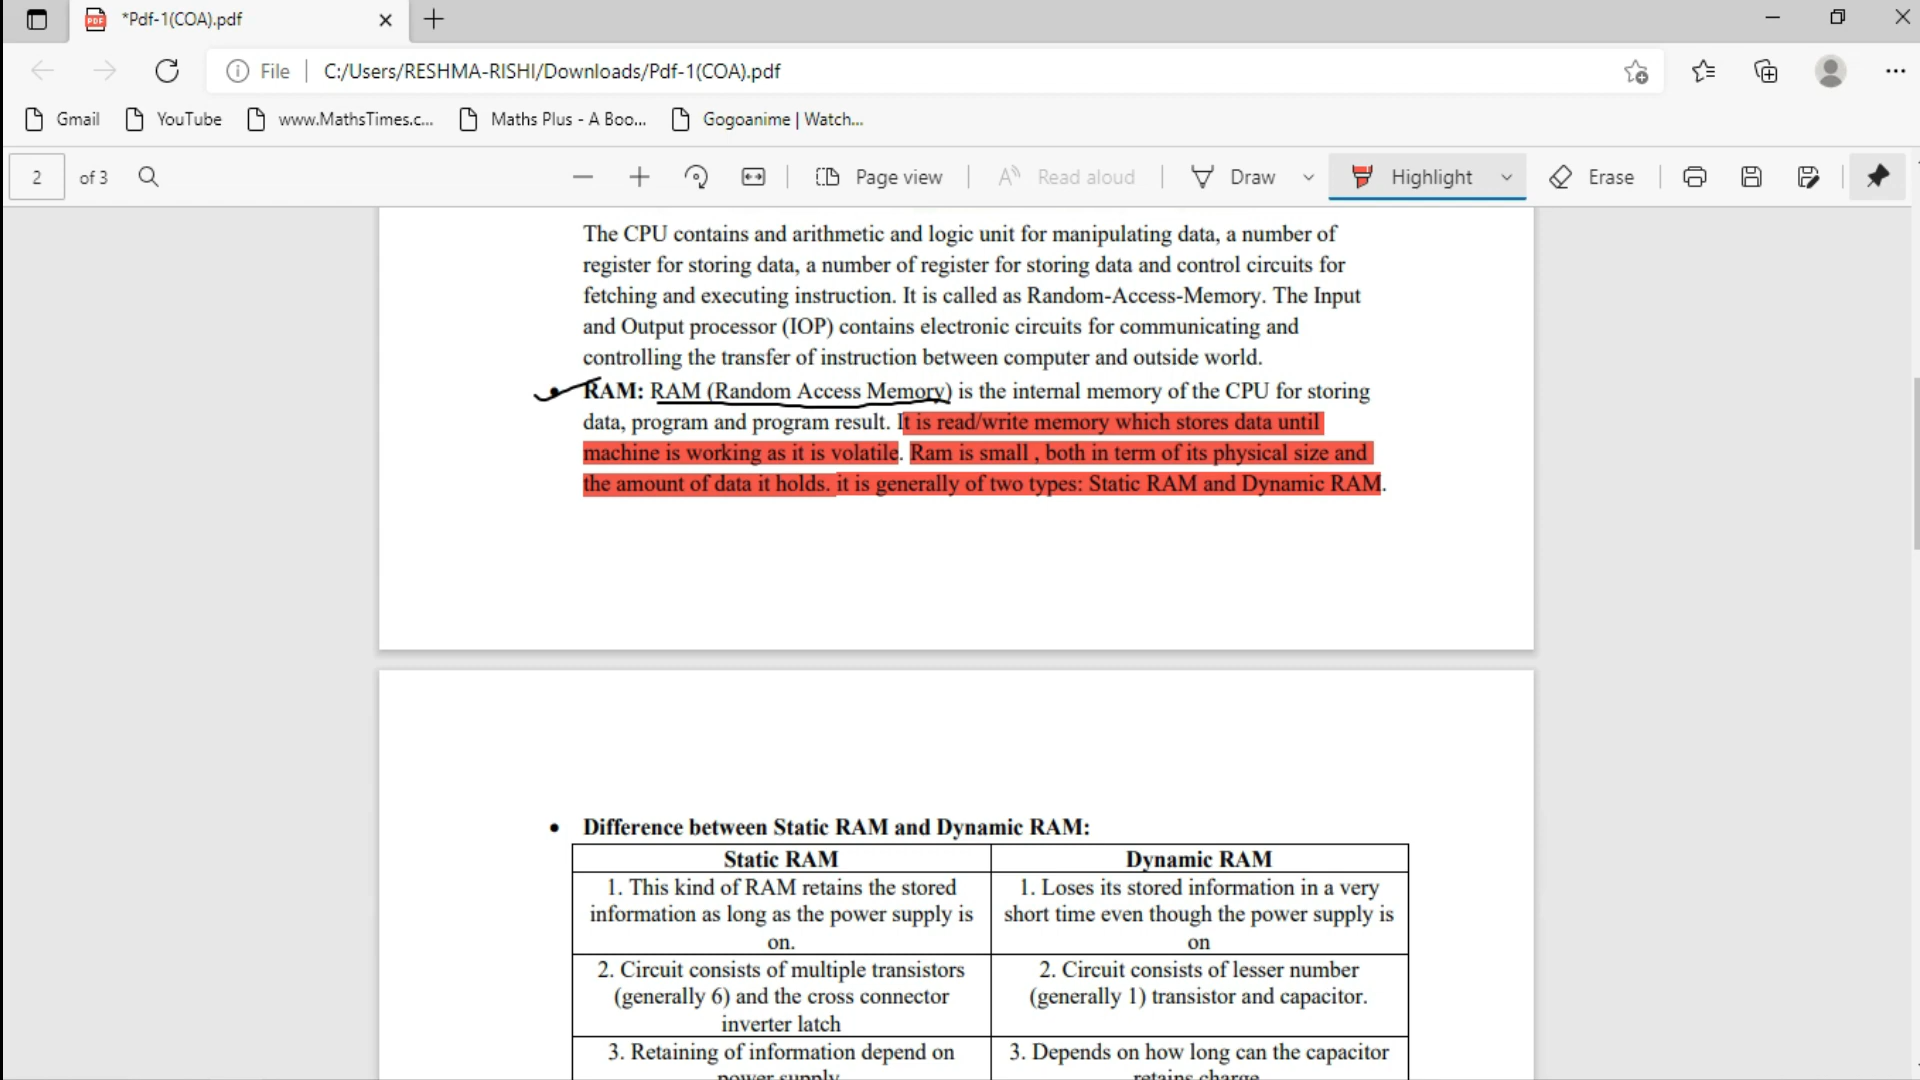 *Pdf-1(COA).pdf
File C:/Users/RESHMA-RISHI/Downloads/Pdf-1(COA).pdf
Gmail YouTube www.MathsTimes.c... Maths Plus - A Boo... Gogoanime | Watch...
2 of 3 Page view Read aloud Draw Highlight Erase
The CPU contains and arithmetic and logic unit for manipulating data, a number of
register for storing data, a number of register for storing data and control circuits for
fetching and executing instruction. It is called as Random-Access-Memory. The Input
and Output processor (IOP) contains electronic circuits for communicating and
controlling the transfer of instruction between computer and outside world.
• RAM: RAM (Random Access Memory) is the internal memory of the CPU for storing
data, program and program result. It is read/write memory which stores data until
machine is working as it is volatile. Ram is small , both in term of its physical size and
the amount of data it holds. it is generally of two types: Static RAM and Dynamic RAM.
• Difference between Static RAM and Dynamic RAM:
Static RAM Dynamic RAM
1. This kind of RAM retains the stored
information as long as the power supply is
on.
1. Loses its stored information in a very
short time even though the power supply is
on
2. Circuit consists of multiple transistors
(generally 6) and the cross connector
inverter latch
2. Circuit consists of lesser number
(generally 1) transistor and capacitor.
3. Retaining of information depend on
power supply
3. Depends on how long can the capacitor
retains charge